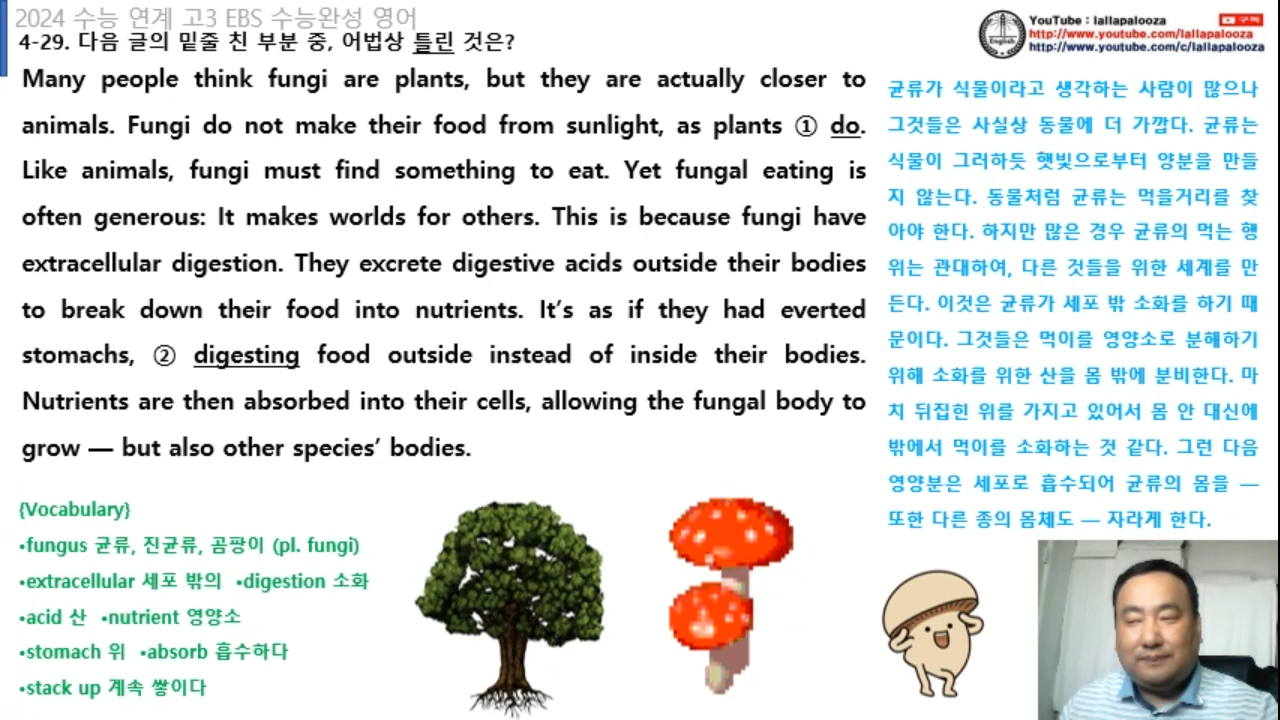 2024 수능 연계 고3 EBS 수능완성 영어
4-29. 다음 글의 밑줄 친 부분 중, 어법상 틀린 것은?
YouTube : lallapalooza
구독
http://www.youtube.com/lallapalooza
http://www.youtube.com/c/lallapalooza
English
Many people think fungi are plants, but they are actually closer to
animals. Fungi do not make their food from sunlight, as plants ① do.
Like animals, fungi must find something to eat. Yet fungal eating is
often generous: It makes worlds for others. This is because fungi have
extracellular digestion. They excrete digestive acids outside their bodies
to break down their food into nutrients. It’s as if they had everted
stomachs, ② digesting food outside instead of inside their bodies.
Nutrients are then absorbed into their cells, allowing the fungal body to
grow — but also other species’ bodies.
균류가 식물이라고 생각하는 사람이 많으나
그것들은 사실상 동물에 더 가깝다. 균류는
식물이 그러하듯 햇빛으로부터 양분을 만들
지 않는다. 동물처럼 균류는 먹을거리를 찾
아야 한다. 하지만 많은 경우 균류의 먹는 행
위는 관대하여, 다른 것들을 위한 세계를 만
든다. 이것은 균류가 세포 밖 소화를 하기 때
문이다. 그것들은 먹이를 영양소로 분해하기
위해 소화를 위한 산을 몸 밖에 분비한다. 마
치 뒤집힌 위를 가지고 있어서 몸 안 대신에
밖에서 먹이를 소화하는 것 같다. 그런 다음
영양분은 세포로 흡수되어 균류의 몸을 —
또한 다른 종의 몸체도 — 자라게 한다.
{Vocabulary}
•fungus 균류, 진균류, 곰팡이 (pl. fungi)
•extracellular 세포 밖의 •digestion 소화
•acid 산 •nutrient 영양소
•stomach 위 •absorb 흡수하다
•stack up 계속 쌓이다